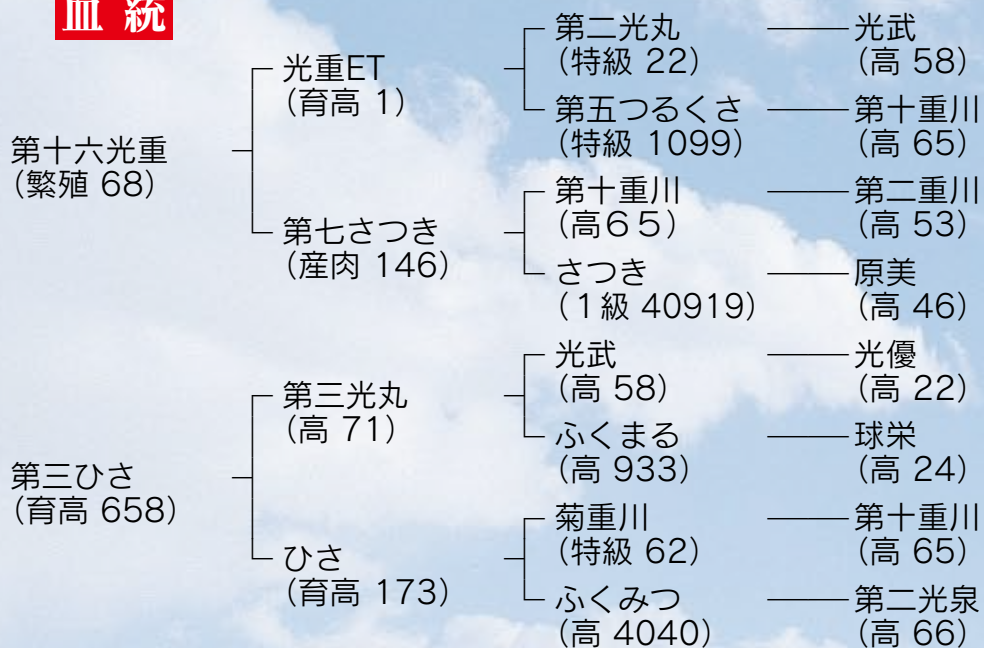 血統
第十六光重
(繁殖 68)
光重ET
(育高 1)
第二光丸
(特級 22)
光武
(高 58)
第五つるくさ
(特級 1099)
第十重川
(高 65)
第七さつき
(産肉 146)
第十重川
(高６５)
第二重川
(高 53)
さつき
(１級 40919)
原美
(高 46)
第三ひさ
(育高 658)
第三光丸
(高 71)
光武
(高 58)
光優
(高 22)
ふくまる
(高 933)
球栄
(高 24)
ひさ
(育高 173)
菊重川
(特級 62)
第十重川
(高 65)
ふくみつ
(高 4040)
第二光泉
(高 66)